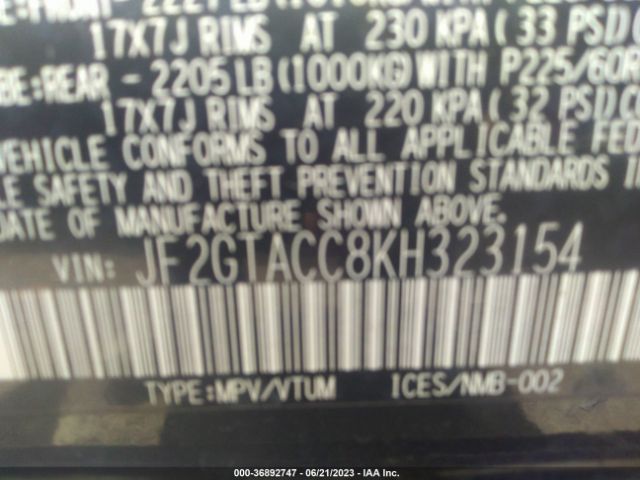 17X7J RIMS AT 230 KPA( 33 PSI)C
BE:REAR - 2205LB(1000KG)WITH P225/60R
17X7J RIMS AT 220 KPA( 32 PSI)C
VEHICLE CONFORMS TO ALL APPLICABLE FED
LE SAFETY AND THEFT PREVENTION STANDARDS I
DATE OF MANUFACTURE SHOWN ABOVE.
VIN: JF2GTACC8KH323154
TYPE:MPV/VTUM ICES/NMB-002
000-36892747 - 06/21/2023 - IAA Inc.